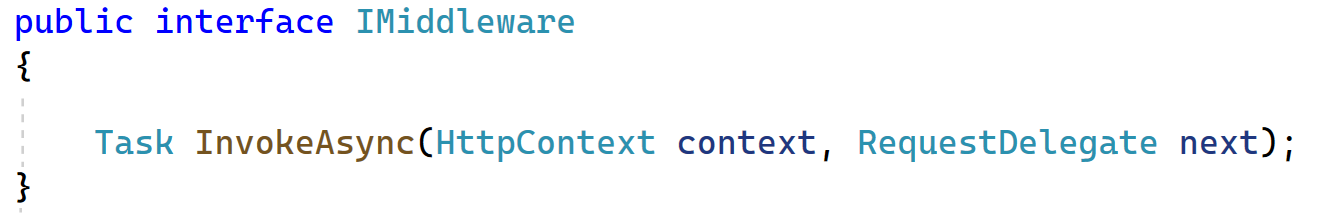 public interface IMiddleware
{
Task InvokeAsync(HttpContext context, RequestDelegate next);
}